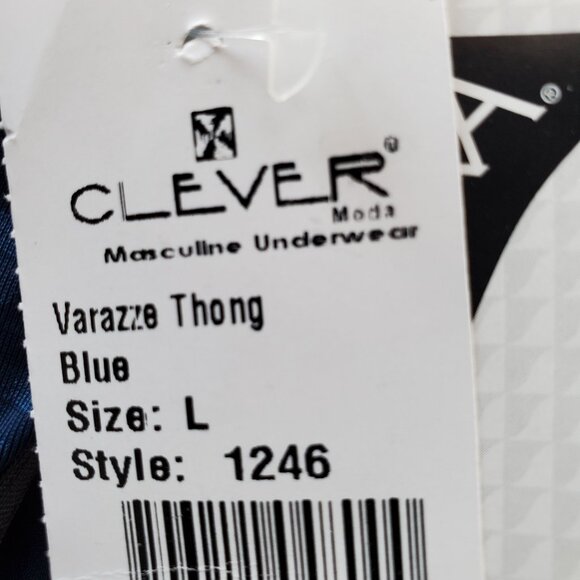 CLEVER®
Moda
Masculine Underwear
Varazze Thong
Blue
Size: L
Style: 1246
A®